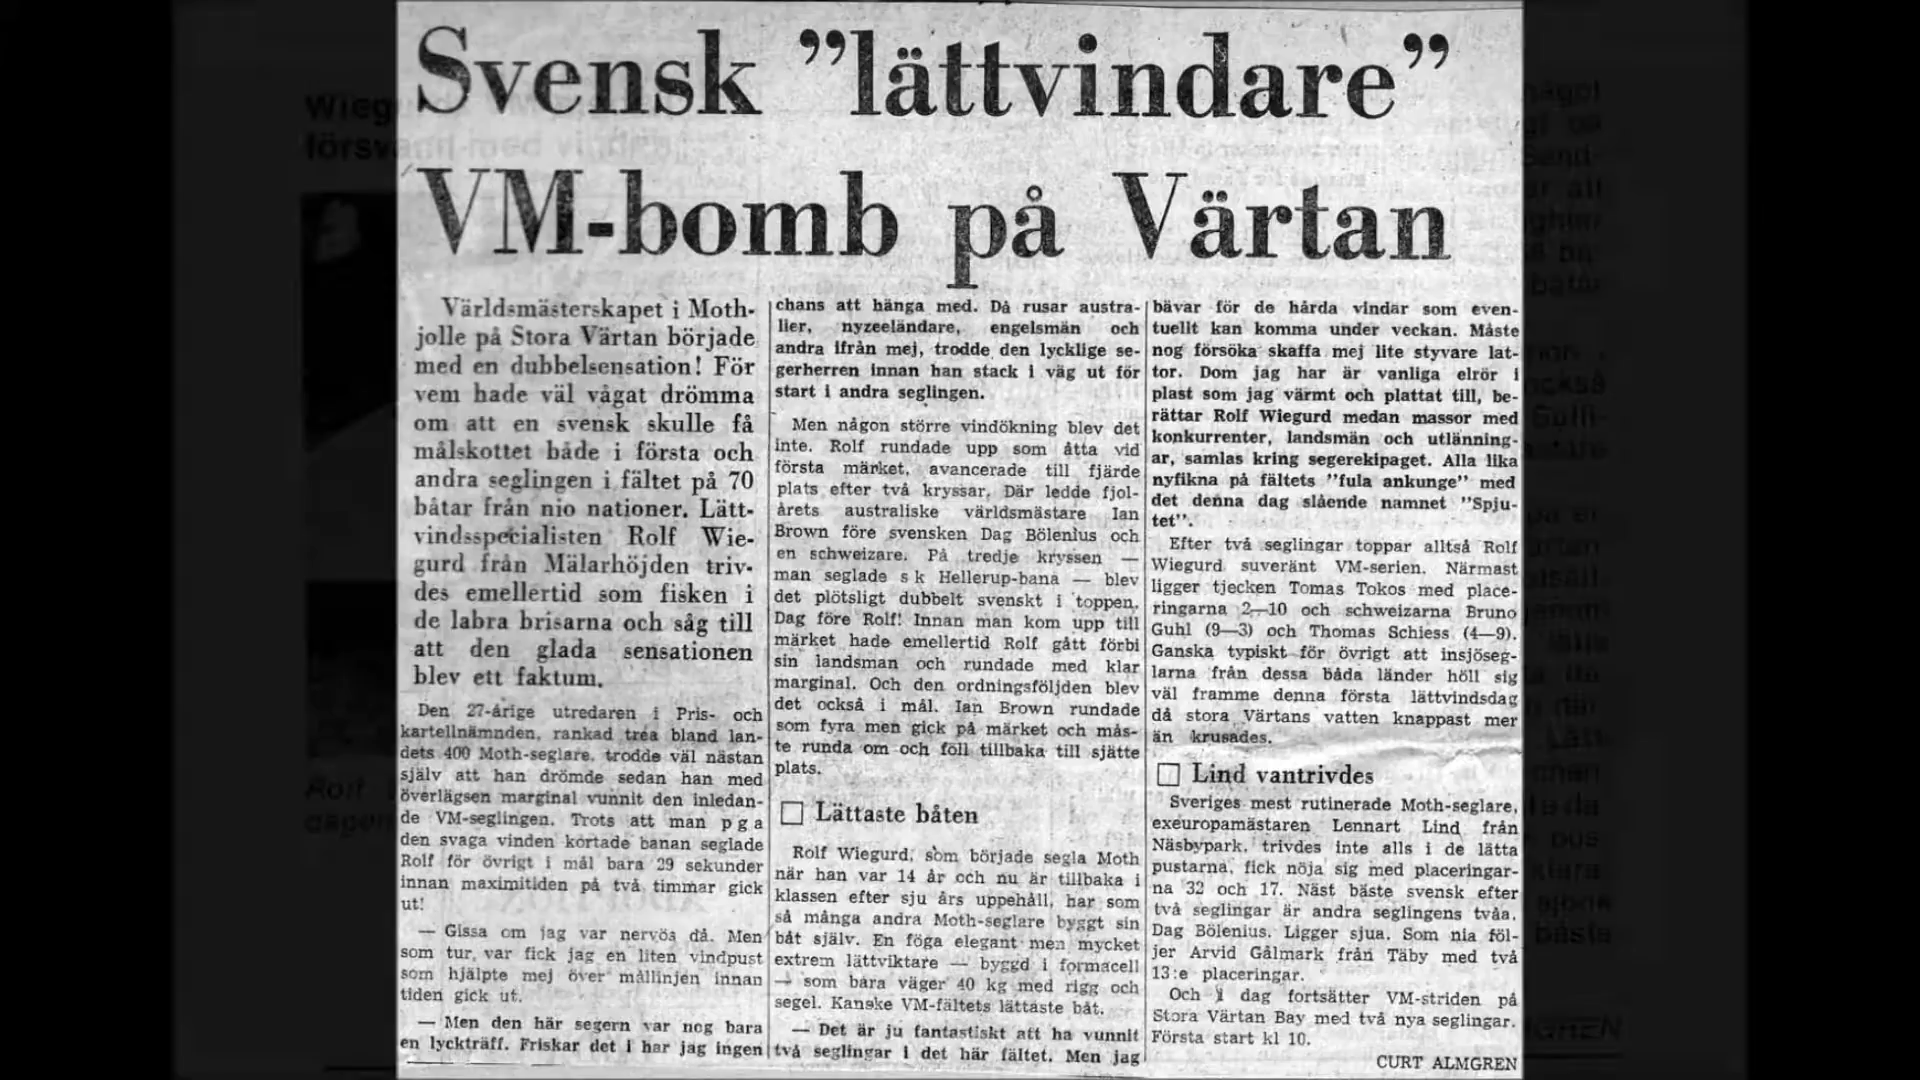 Svensk ”lättvindare”
VM-bomb på Värtan
Världsmästerskapet i Moth-
jolle på Stora Värtan började
med en dubbelsensation! För
vem hade väl vågat drömma
om att en svensk skulle få
målskottet både i första och
andra seglingen i fältet på 70
båtar från nio nationer. Lätt-
vindsspecialisten Rolf Wie-
gurd från Mälarhöjden triv-
des emellertid som fisken i
de labra brisarna och såg till
att den glada sensationen
blev ett faktum.
Den 27-årige utredaren i Pris- och
kartellnämnden, rankad trea bland lan-
dets 400 Moth-seglare, trodde väl nästan
själv att han drömde sedan han med
överlägsen marginal vunnit den inledan-
de VM-seglingen. Trots att man p g a
den svaga vinden kortade banan seglade
Rolf för övrigt i mål bara 29 sekunder
innan maximitiden på två timmar gick
ut!
— Gissa om jag var nervös då. Men
som tur var fick jag en liten vindpust
som hjälpte mej över mållinjen innan
tiden gick ut.
— Men den här segern var nog bara
en lyckträff. Friskar det i har jag ingen
chans att hänga med. Då rusar austra-
lier, nyzeeländare, engelsmän och
andra ifrån mej, trodde den lycklige se-
gerherren innan han stack i väg ut för
start i andra seglingen.
Men någon större vindökning blev det
inte. Rolf rundade upp som åtta vid
första märket, avancerade till fjärde
plats efter två kryssar. Där ledde fjol-
årets australiske världsmästare Ian
Brown före svensken Dag Bölenius och
en schweizare. På tredje kryssen —
man seglade s k Hellerup-bana — blev
det plötsligt dubbelt svenskt i toppen.
Dag före Rolf! Innan man kom upp till
märket hade emellertid Rolf gått förbi
sin landsman och rundade med klar
marginal. Och den ordningsföljden blev
det också i mål. Ian Brown rundade
som fyra men gick på märket och mås-
te runda om och föll tillbaka till sjätte
plats.
□ Lättaste båten
Rolf Wiegurd, som började segla Moth
när han var 14 år och nu är tillbaka i
klassen efter sju års uppehåll, har som
så många andra Moth-seglare byggt sin
båt själv. En föga elegant men mycket
extrem lättviktare — byggd i formacell
— som bara väger 40 kg med rigg och
segel. Kanske VM-fältets lättaste båt.
— Det är ju fantastiskt att ha vunnit
två seglingar i det här fältet. Men jag
bävar för de hårda vindar som even-
tuellt kan komma under veckan. Måste
nog försöka skaffa mej lite styvare lat-
tor. Dom jag har är vanliga elrör i
plast som jag värmt och plattat till, be-
rättar Rolf Wiegurd medan massor med
konkurrenter, landsmän och utlänning-
ar, samlas kring segerekipaget. Alla lika
nyfikna på fältets ”fula ankunge” med
det denna dag slående namnet ”Spju-
tet”.
Efter två seglingar toppar alltså Rolf
Wiegurd suveränt VM-serien. Närmast
ligger tjecken Tomas Tokos med place-
ringarna 2—10 och schweizarna Bruno
Guhl (9—3) och Thomas Schiess (4—9).
Ganska typiskt för övrigt att insjöseg-
larna från dessa båda länder höll sig
väl framme denna första lättvindsdag
då stora Värtans vatten knappast mer
än krusades.
□ Lind vantrivdes
Sveriges mest rutinerade Moth-seglare,
exeuropamästaren Lennart Lind från
Näsbypark, trivdes inte alls i de lätta
pustarna, fick nöja sig med placeringar-
na 32 och 17. Näst bäste svensk efter
två seglingar är andra seglingens tvåa,
Dag Bölenius. Ligger sjua. Som nia föl-
jer Arvid Gålmark från Täby med två
13:e placeringar.
Och i dag fortsätter VM-striden på
Stora Värtan Bay med två nya seglingar.
Första start kl 10.
CURT ALMGREN